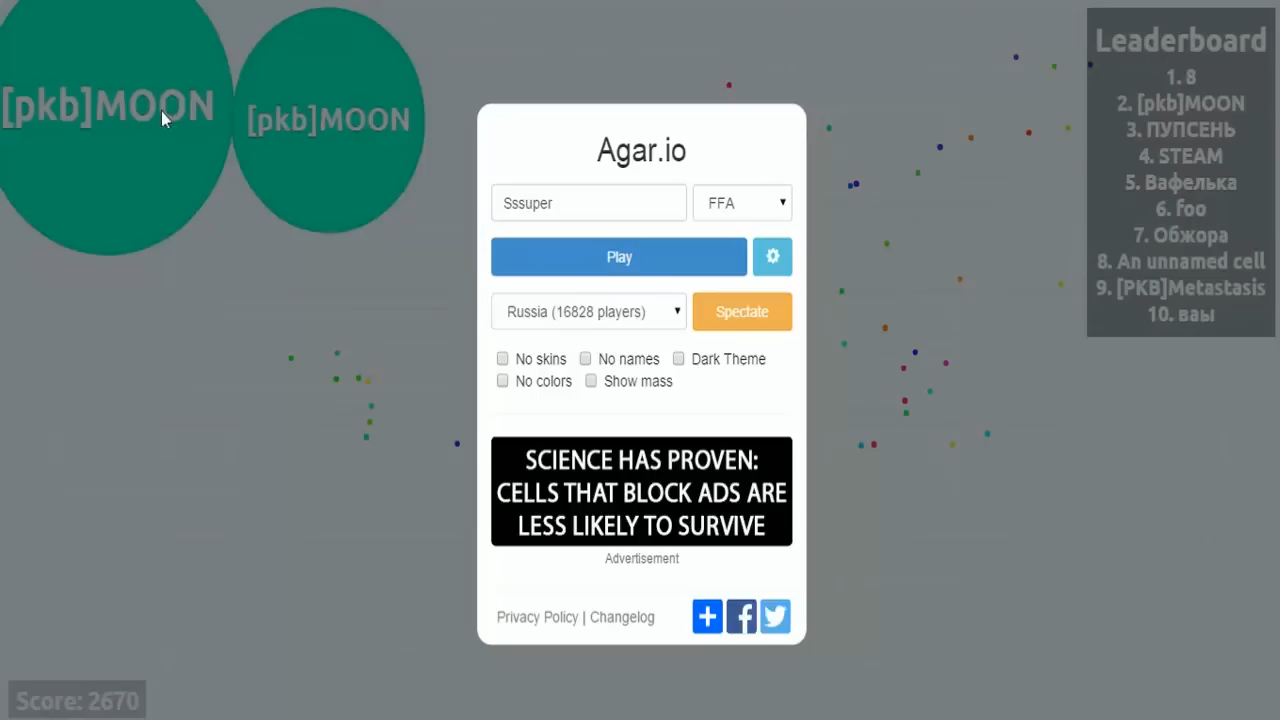 [pkb]MOON
[pkb]MOON
Leaderboard
1. 8
2. [pkb]MOON
3. ПУПСЕНЬ
4. STEAM
5. Вафелька
6. foo
7. Обжора
8. An unnamed cell
9. [PKB]Metastasis
10. ваы
Agar.io
Sssuper
FFA
Play
Russia (16828 players)
Spectate
No skins No names Dark Theme
No colors Show mass
SCIENCE HAS PROVEN:
CELLS THAT BLOCK ADS ARE
LESS LIKELY TO SURVIVE
Advertisement
Privacy Policy | Changelog
Score: 2670